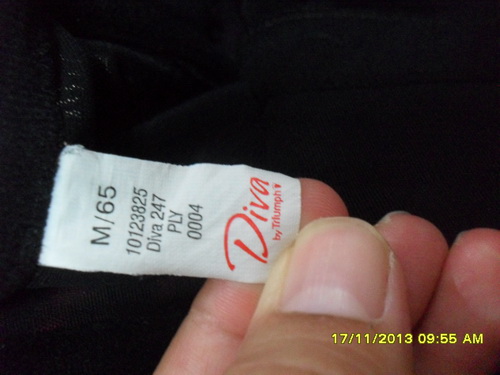 M/65
10123825
Diva 247
PLY
0004
Diva
by Triumph
17/11/2013 09:55 AM